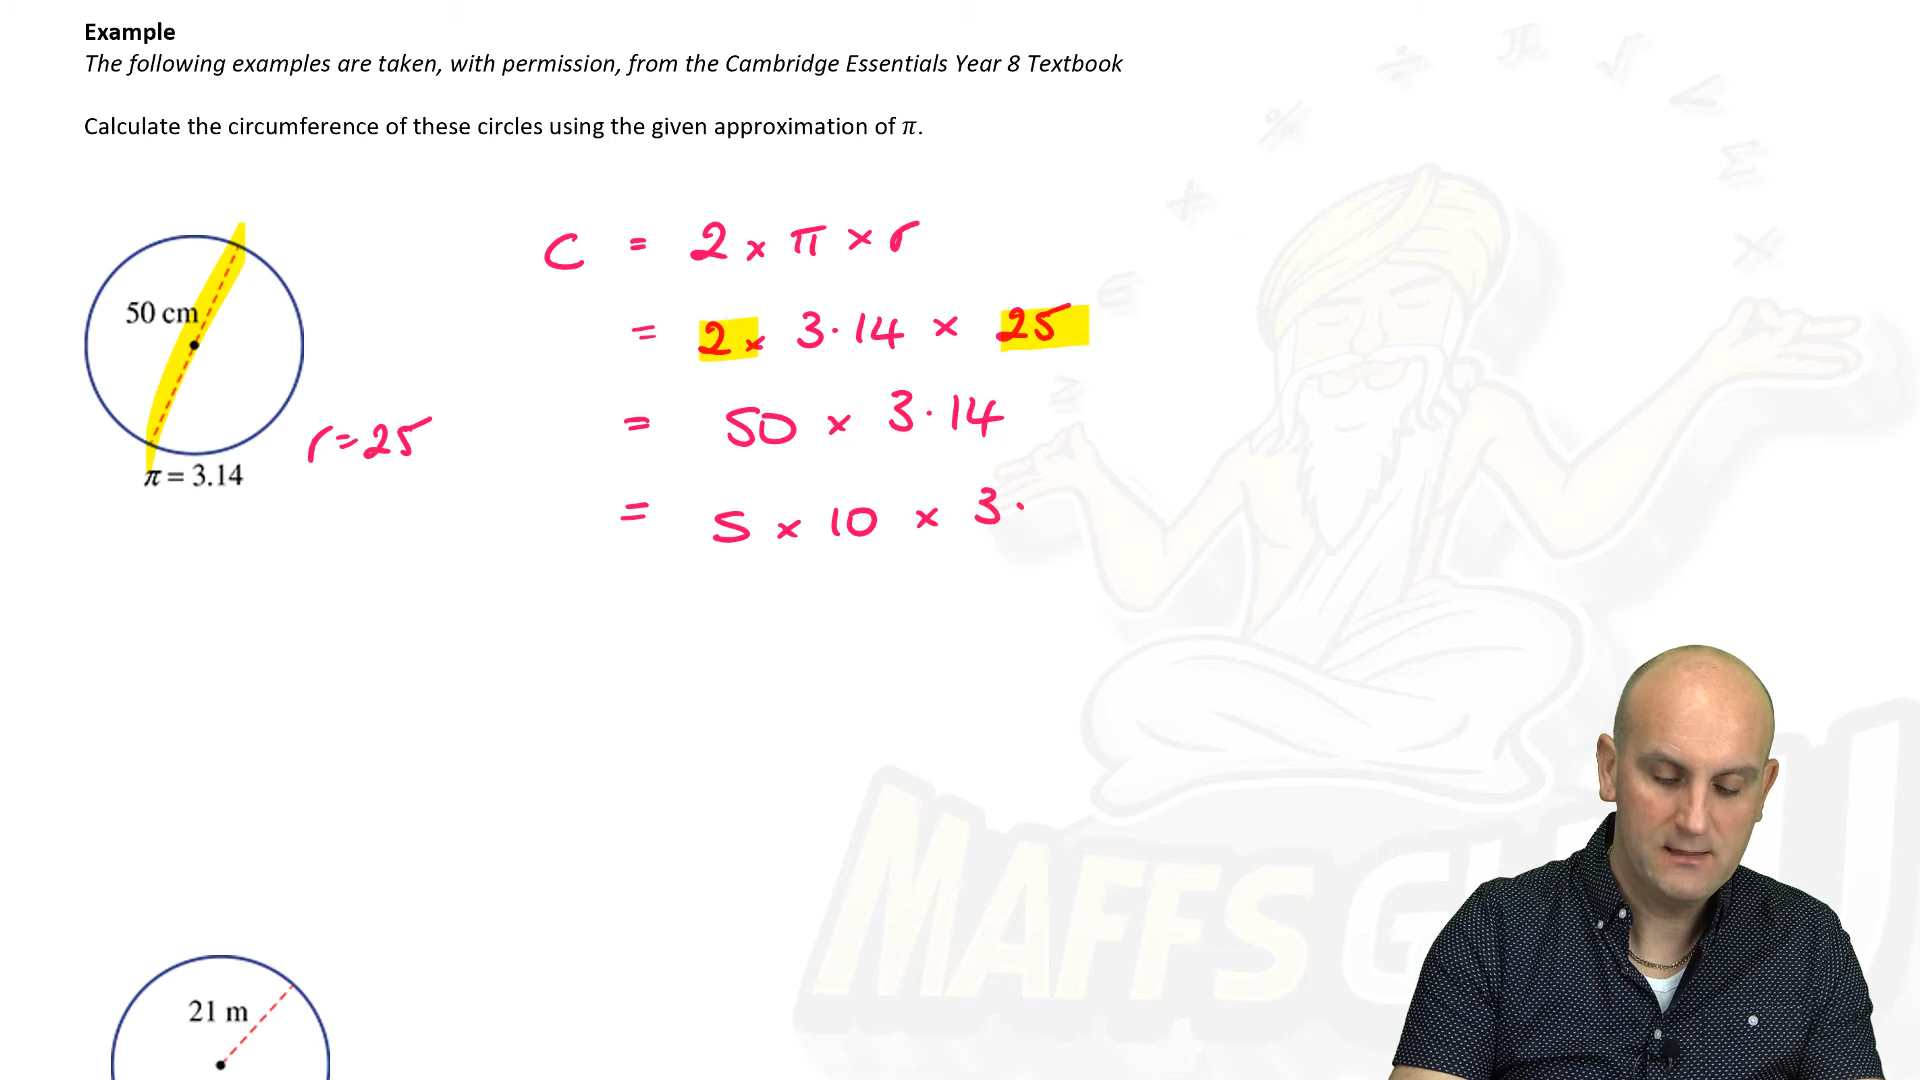 Example
The following examples are taken, with permission, from the Cambridge Essentials Year 8 Textbook
Calculate the circumference of these circles using the given approximation of π.
C = 2 × π × r
50 cm
= 2 × 3·14 × 25
= 50 × 3·14
r = 25
π = 3.14
= 5 × 10 × 3·
MAFFS G U
21 m